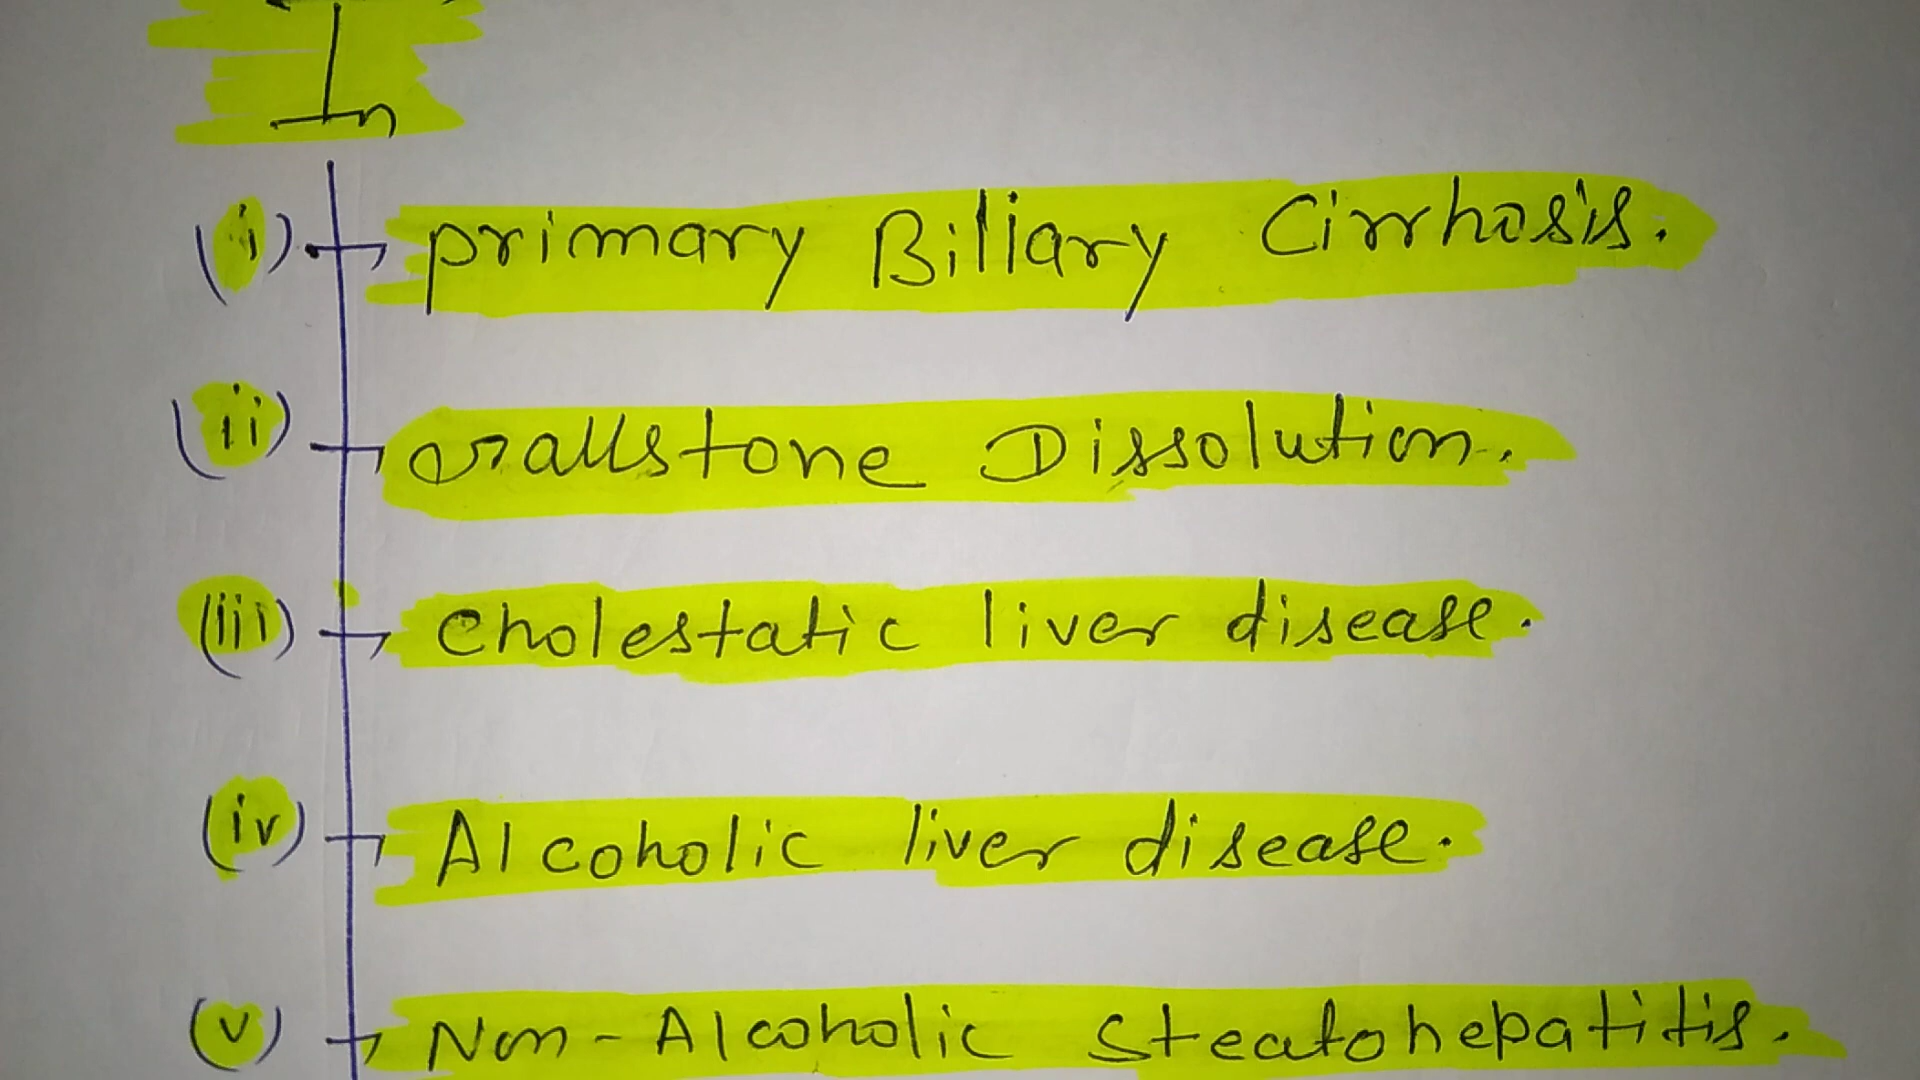 In
(i) primary Biliary Cirrhosis.
(ii) Gallstone Dissolution.
(iii) Cholestatic liver disease.
(iv) Alcoholic liver disease.
(v) Non-Alcoholic Steatohepatitis.